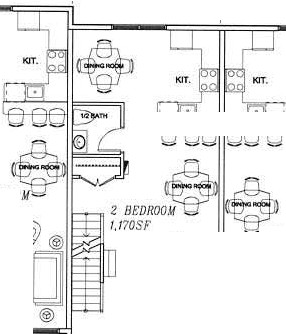 KIT.
DINING ROOM
KIT.
KIT.
1/2 BATH
DINING ROOM
DINING ROOM
DINING ROOM
M
2 BEDROOM
1,170SF